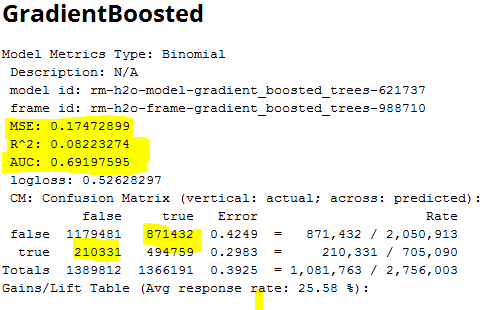 GradientBoosted
Model Metrics Type: Binomial
Description: N/A
model id: rm-h2o-model-gradient_boosted_trees-621737
frame id: rm-h2o-frame-gradient_boosted_trees-988710
MSE: 0.17472899
R^2: 0.08223274
AUC: 0.69197595
logloss: 0.52628297
CM: Confusion Matrix (vertical: actual; across: predicted):
false true Error Rate
false 1179481 871432 0.4249 = 871,432 / 2,050,913
true 210331 494759 0.2983 = 210,331 / 705,090
Totals 1389812 1366191 0.3925 = 1,081,763 / 2,756,003
Gains/Lift Table (Avg response rate: 25.58 %):